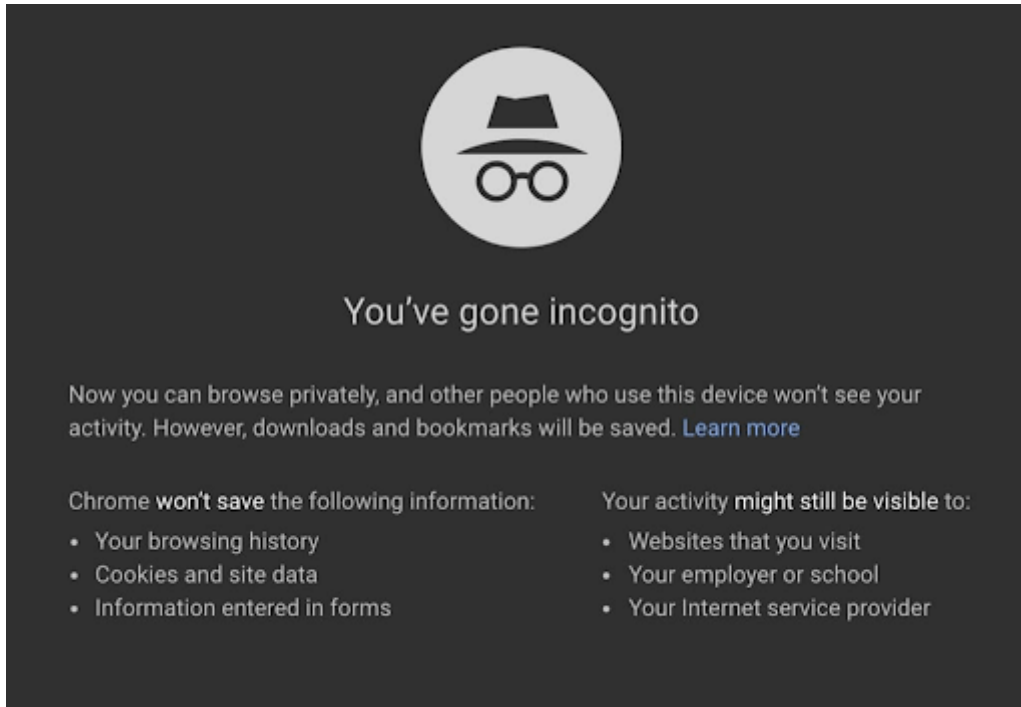 You've gone incognito
Now you can browse privately, and other people who use this device won't see your
activity. However, downloads and bookmarks will be saved. Learn more
Chrome won't save the following information:
• Your browsing history
• Cookies and site data
• Information entered in forms
Your activity might still be visible to:
• Websites that you visit
• Your employer or school
• Your Internet service provider